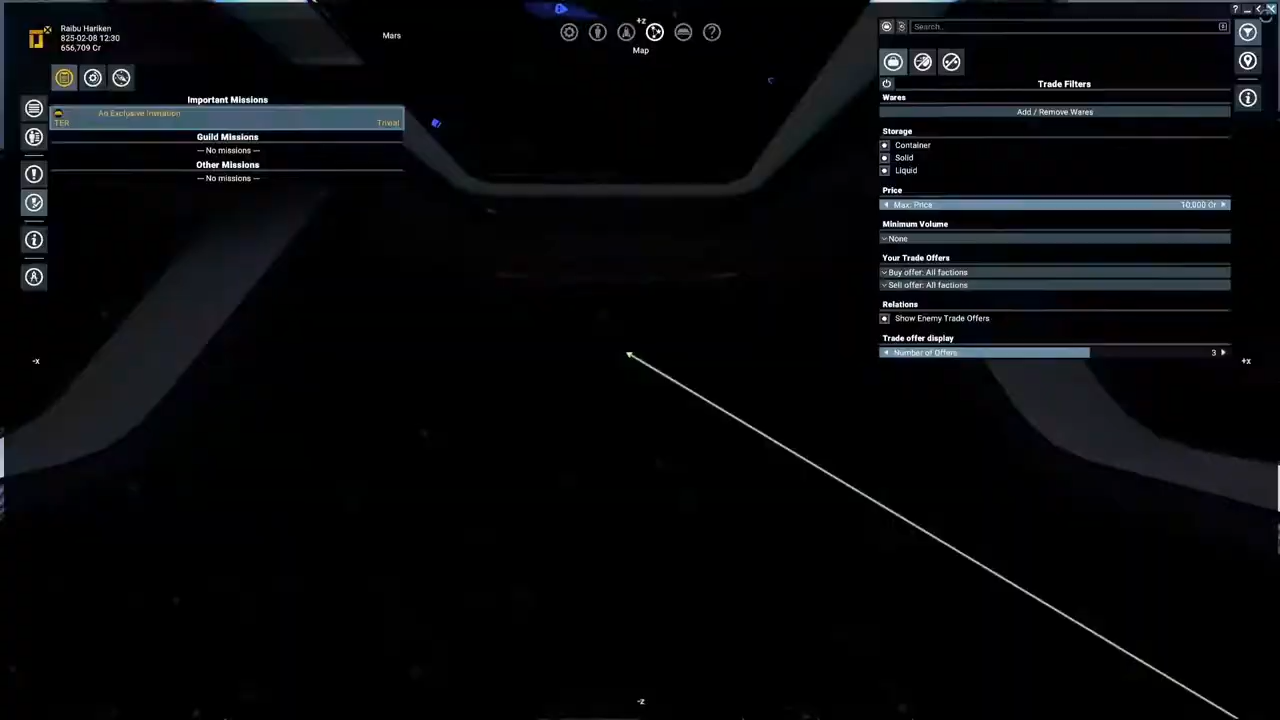 Raibu Hariken
825-02-08 12:30
656,709 Cr
Mars
+z
Map
Important Missions
An Exclusive Invitation
TER
Trivial
Guild Missions
— No missions —
Other Missions
— No missions —
-x
+x
-z
Search...
Trade Filters
Wares
Add / Remove Wares
Storage
Container
Solid
Liquid
Price
Max. Price
10,000 Cr
Minimum Volume
None
Your Trade Offers
Buy offer: All factions
Sell offer: All factions
Relations
Show Enemy Trade Offers
Trade offer display
Number of Offers
3